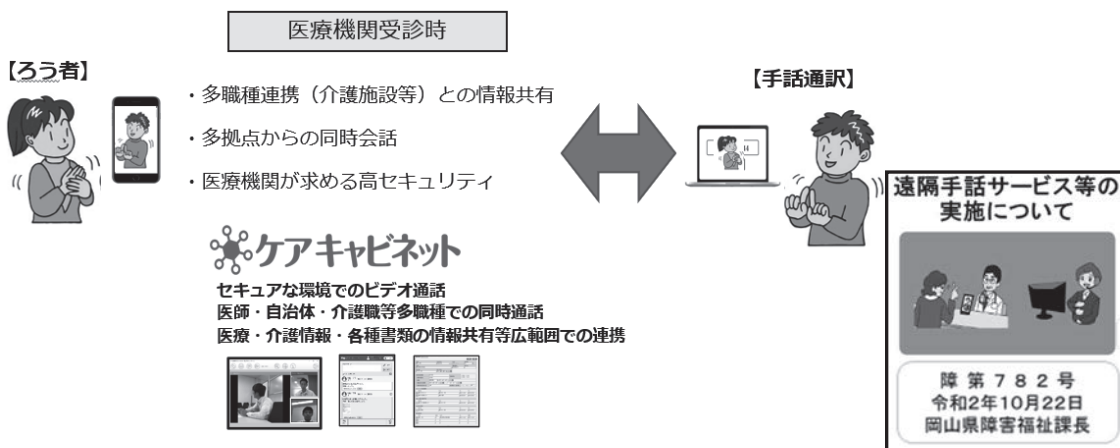 医療機関受診時
【ろう者】
・多職種連携（介護施設等）との情報共有
・多拠点からの同時会話
・医療機関が求める高セキュリティ
【手話通訳】
ケアキャビネット
セキュアな環境でのビデオ通話
医師・自治体・介護職等多職種での同時通話
医療・介護情報・各種書類の情報共有等広範囲での連携
遠隔手話サービス等の
実施について
障第７８２号
令和2年10月22日
岡山県障害福祉課長